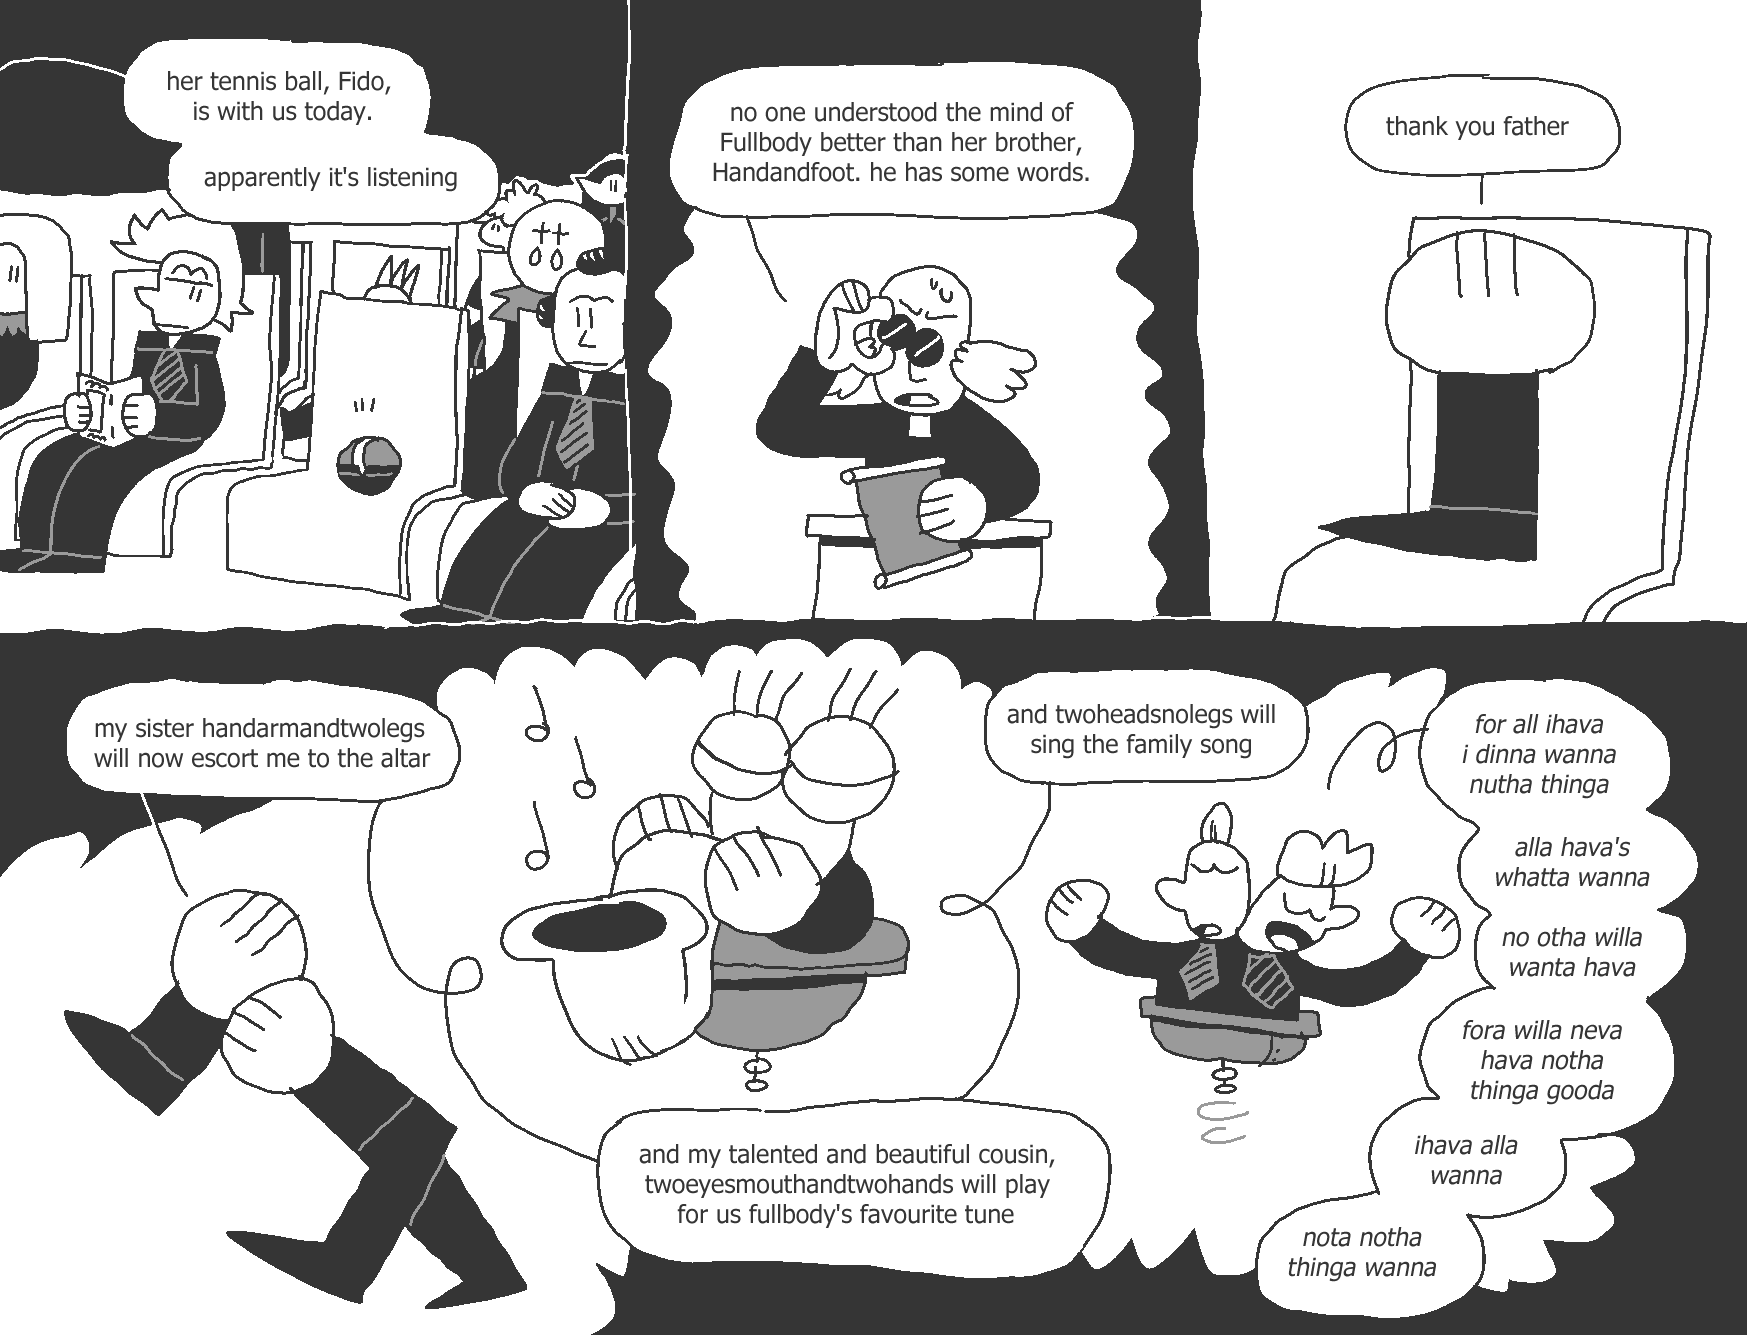 her tennis ball, Fido,
is with us today.
apparently it's listening
no one understood the mind of
Fullbody better than her brother,
Handandfoot. he has some words.
thank you father
my sister handarmandtwolegs
will now escort me to the altar
and my talented and beautiful cousin,
twoeyesmouthandtwohands will play
for us fullbody's favourite tune
and twoheadsnolegs will
sing the family song
for all ihava
i dinna wanna
nutha thinga
alla hava's
whatta wanna
no otha willa
wanta hava
fora willa neva
hava notha
thinga gooda
ihava alla
wanna
nota notha
thinga wanna